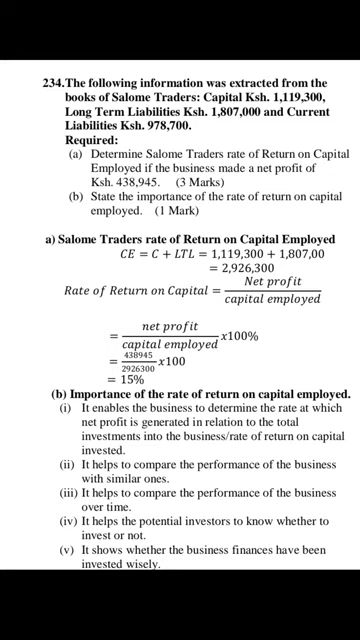 234.The following information was extracted from the
books of Salome Traders: Capital Ksh. 1,119,300,
Long Term Liabilities Ksh. 1,807,000 and Current
Liabilities Ksh. 978,700.
Required:
(a) Determine Salome Traders rate of Return on Capital
Employed if the business made a net profit of
Ksh. 438,945. (3 Marks)
(b) State the importance of the rate of return on capital
employed. (1 Mark)
a) Salome Traders rate of Return on Capital Employed
CE = C + LTL = 1,119,300 + 1,807,00
= 2,926,300
Rate of Return on Capital = Net profit / capital employed
= net profit / capital employed x100%
= 438945 / 2926300 x100
= 15%
(b) Importance of the rate of return on capital employed.
(i) It enables the business to determine the rate at which
net profit is generated in relation to the total
investments into the business/rate of return on capital
invested.
(ii) It helps to compare the performance of the business
with similar ones.
(iii) It helps to compare the performance of the business
over time.
(iv) It helps the potential investors to know whether to
invest or not.
(v) It shows whether the business finances have been
invested wisely.